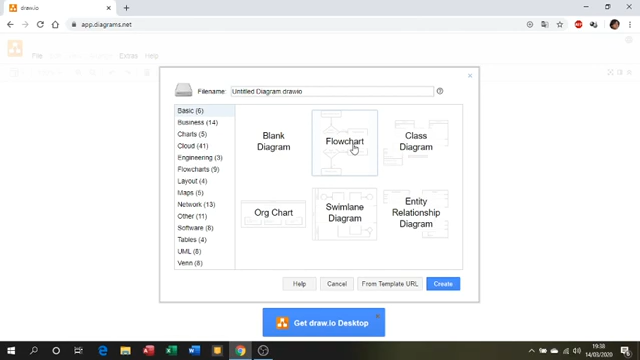 draw.io
app.diagrams.net
File
Extras
Help
Filename:
Untitled Diagram.drawio
Basic (6)
Business (14)
Charts (5)
Cloud (41)
Engineering (3)
Flowcharts (9)
Layout (4)
Maps (5)
Network (13)
Other (11)
Software (8)
Tables (4)
UML (8)
Venn (8)
Blank
Diagram
Flowchart
Class
Diagram
Org Chart
Swimlane
Diagram
Entity
Relationship
Diagram
Help
Cancel
From Template URL
Create
Get draw.io Desktop
19:38
14/03/2020